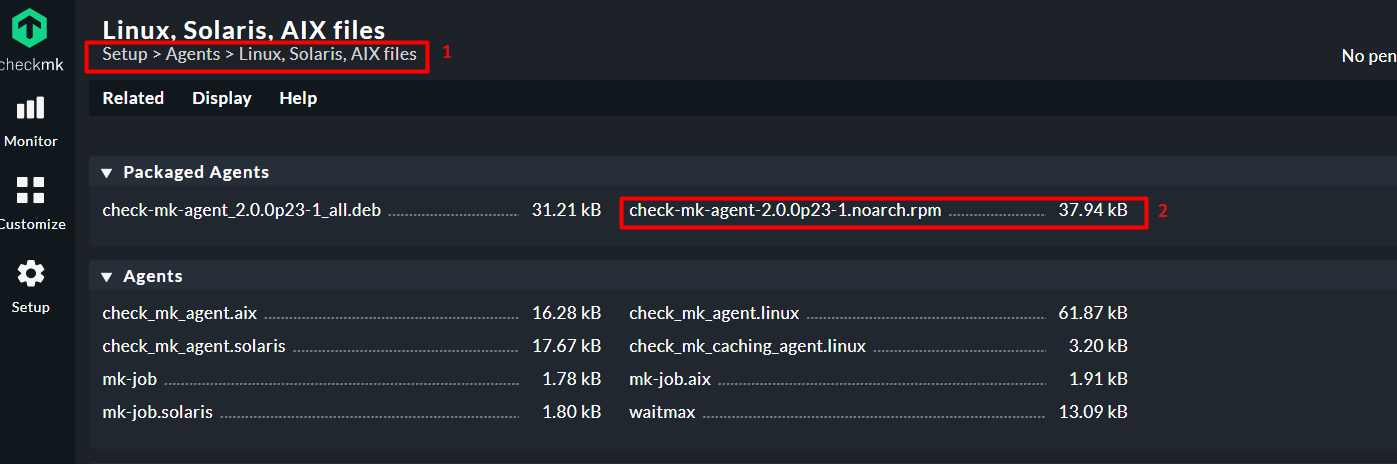 Linux, Solaris, AIX files
Setup > Agents > Linux, Solaris, AIX files 1
No pen
checkmk
Related Display Help
Monitor
Packaged Agents
check-mk-agent_2.0.0p23-1_all.deb 31.21 kB check-mk-agent-2.0.0p23-1.noarch.rpm 37.94 kB 2
Customize
Agents
Setup
check_mk_agent.aix 16.28 kB check_mk_agent.linux 61.87 kB
check_mk_agent.solaris 17.67 kB check_mk_caching_agent.linux 3.20 kB
mk-job 1.78 kB mk-job.aix 1.91 kB
mk-job.solaris 1.80 kB waitmax 13.09 kB